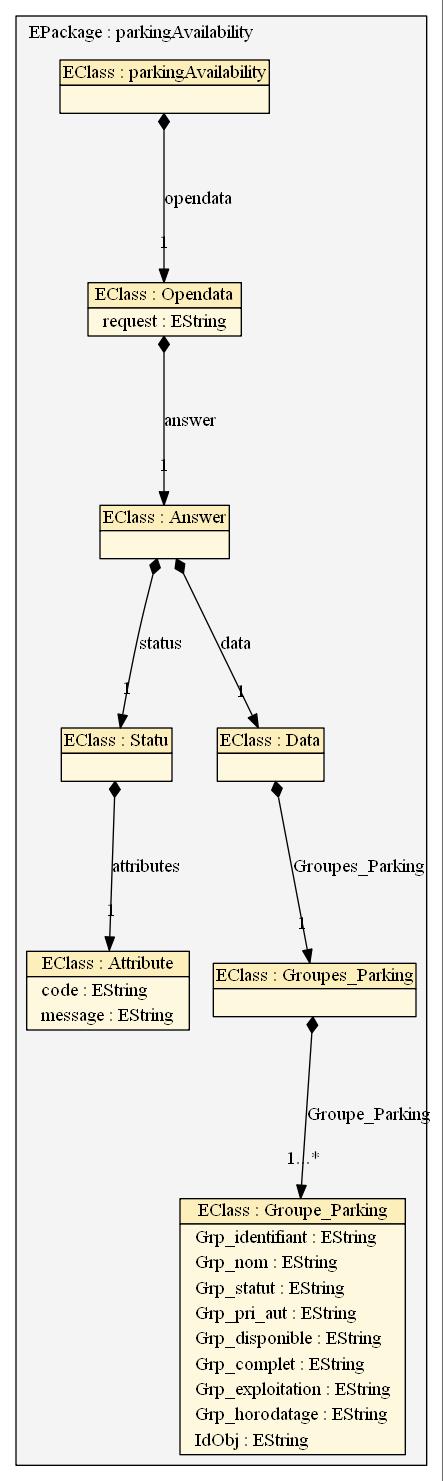 EPackage : parkingAvailability
EClass : parkingAvailability
opendata
1
EClass : Opendata
request : EString
answer
1
EClass : Answer
status
data
1
1
EClass : Statu
EClass : Data
attributes
Groupes_Parking
1
1
EClass : Attribute
code : EString
message : EString
EClass : Groupes_Parking
Groupe_Parking
1...*
EClass : Groupe_Parking
Grp_identifiant : EString
Grp_nom : EString
Grp_statut : EString
Grp_pri_aut : EString
Grp_disponible : EString
Grp_complet : EString
Grp_exploitation : EString
Grp_horodatage : EString
IdObj : EString